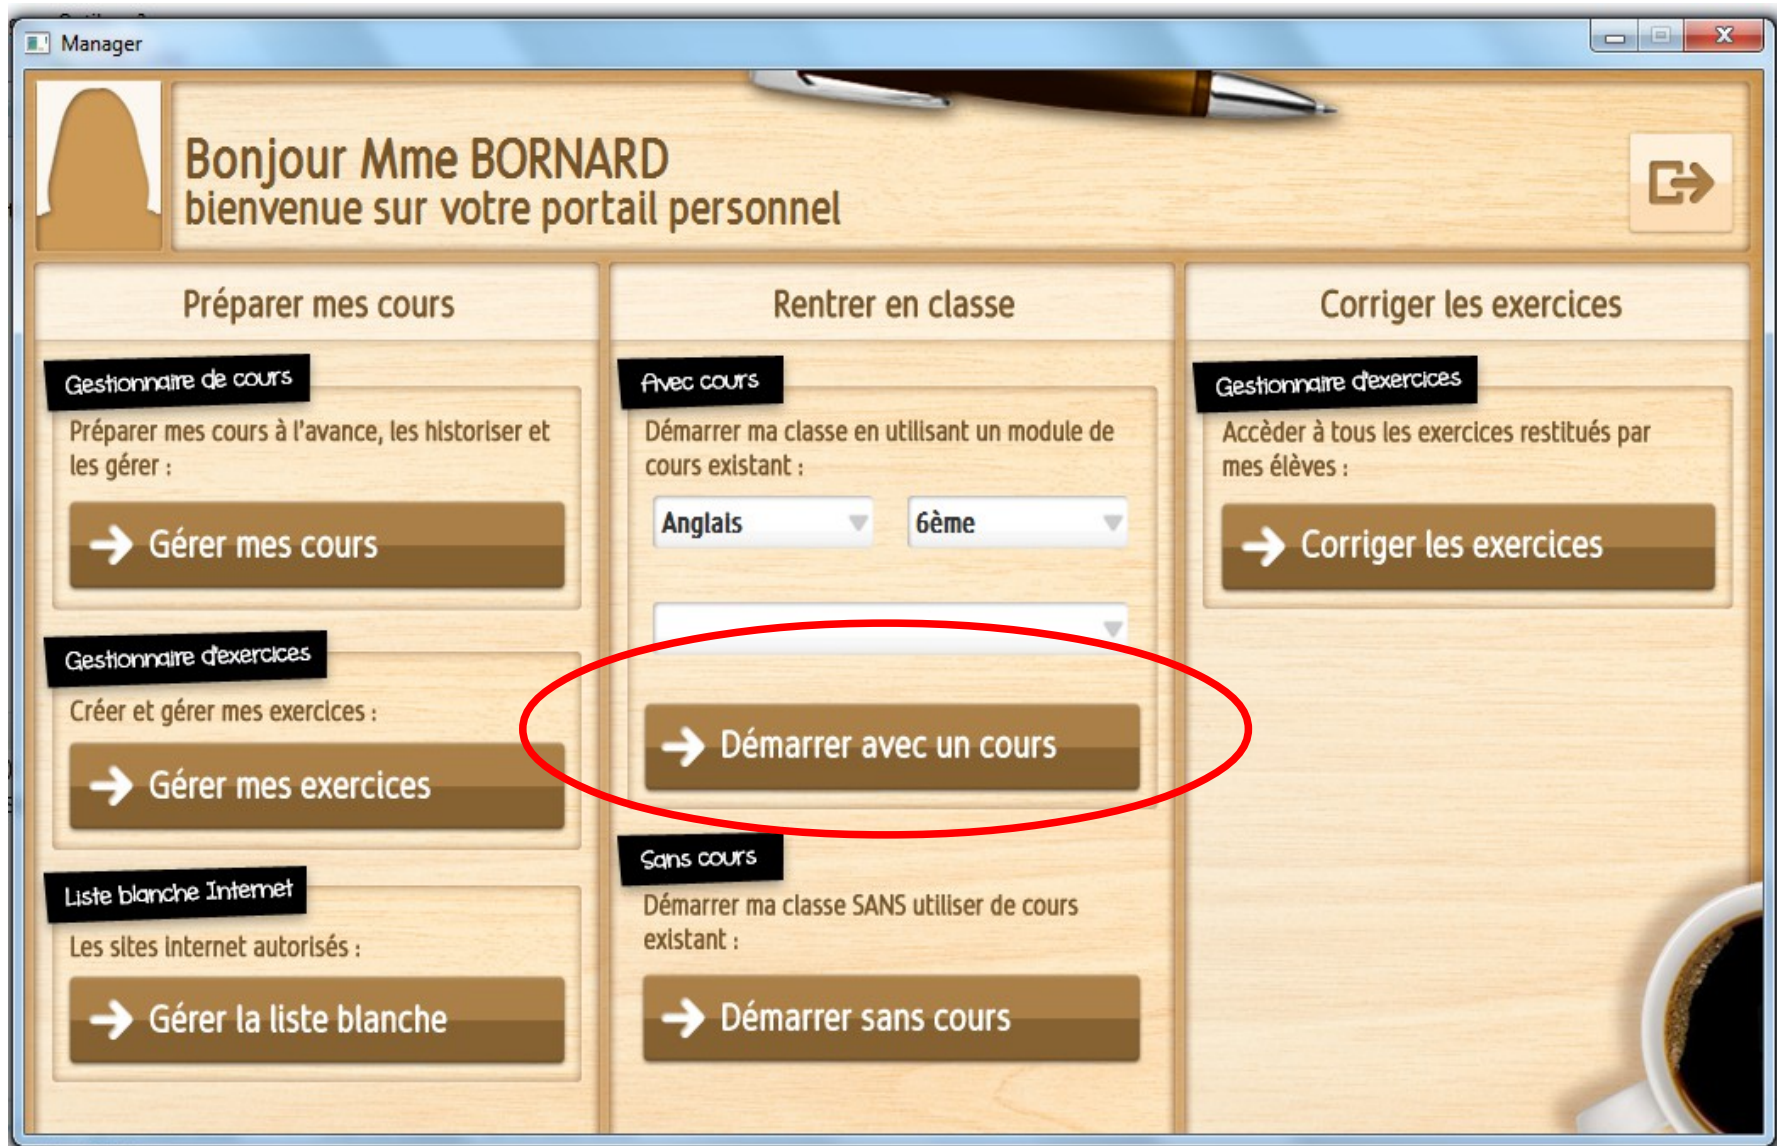 Manager
Bonjour Mme BORNARD
bienvenue sur votre portail personnel
Préparer mes cours
Gestionnaire de cours
Préparer mes cours à l'avance, les historiser et
les gérer :
Gérer mes cours
Gestionnaire d'exercices
Créer et gérer mes exercices :
Gérer mes exercices
Liste blanche Internet
Les sites internet autorisés :
Gérer la liste blanche
Rentrer en classe
Avec cours
Démarrer ma classe en utilisant un module de
cours existant :
Anglais 6ème
Démarrer avec un cours
Sans cours
Démarrer ma classe SANS utiliser de cours
existant :
Démarrer sans cours
Corriger les exercices
Gestionnaire d'exercices
Accèder à tous les exercices restitués par
mes élèves :
Corriger les exercices